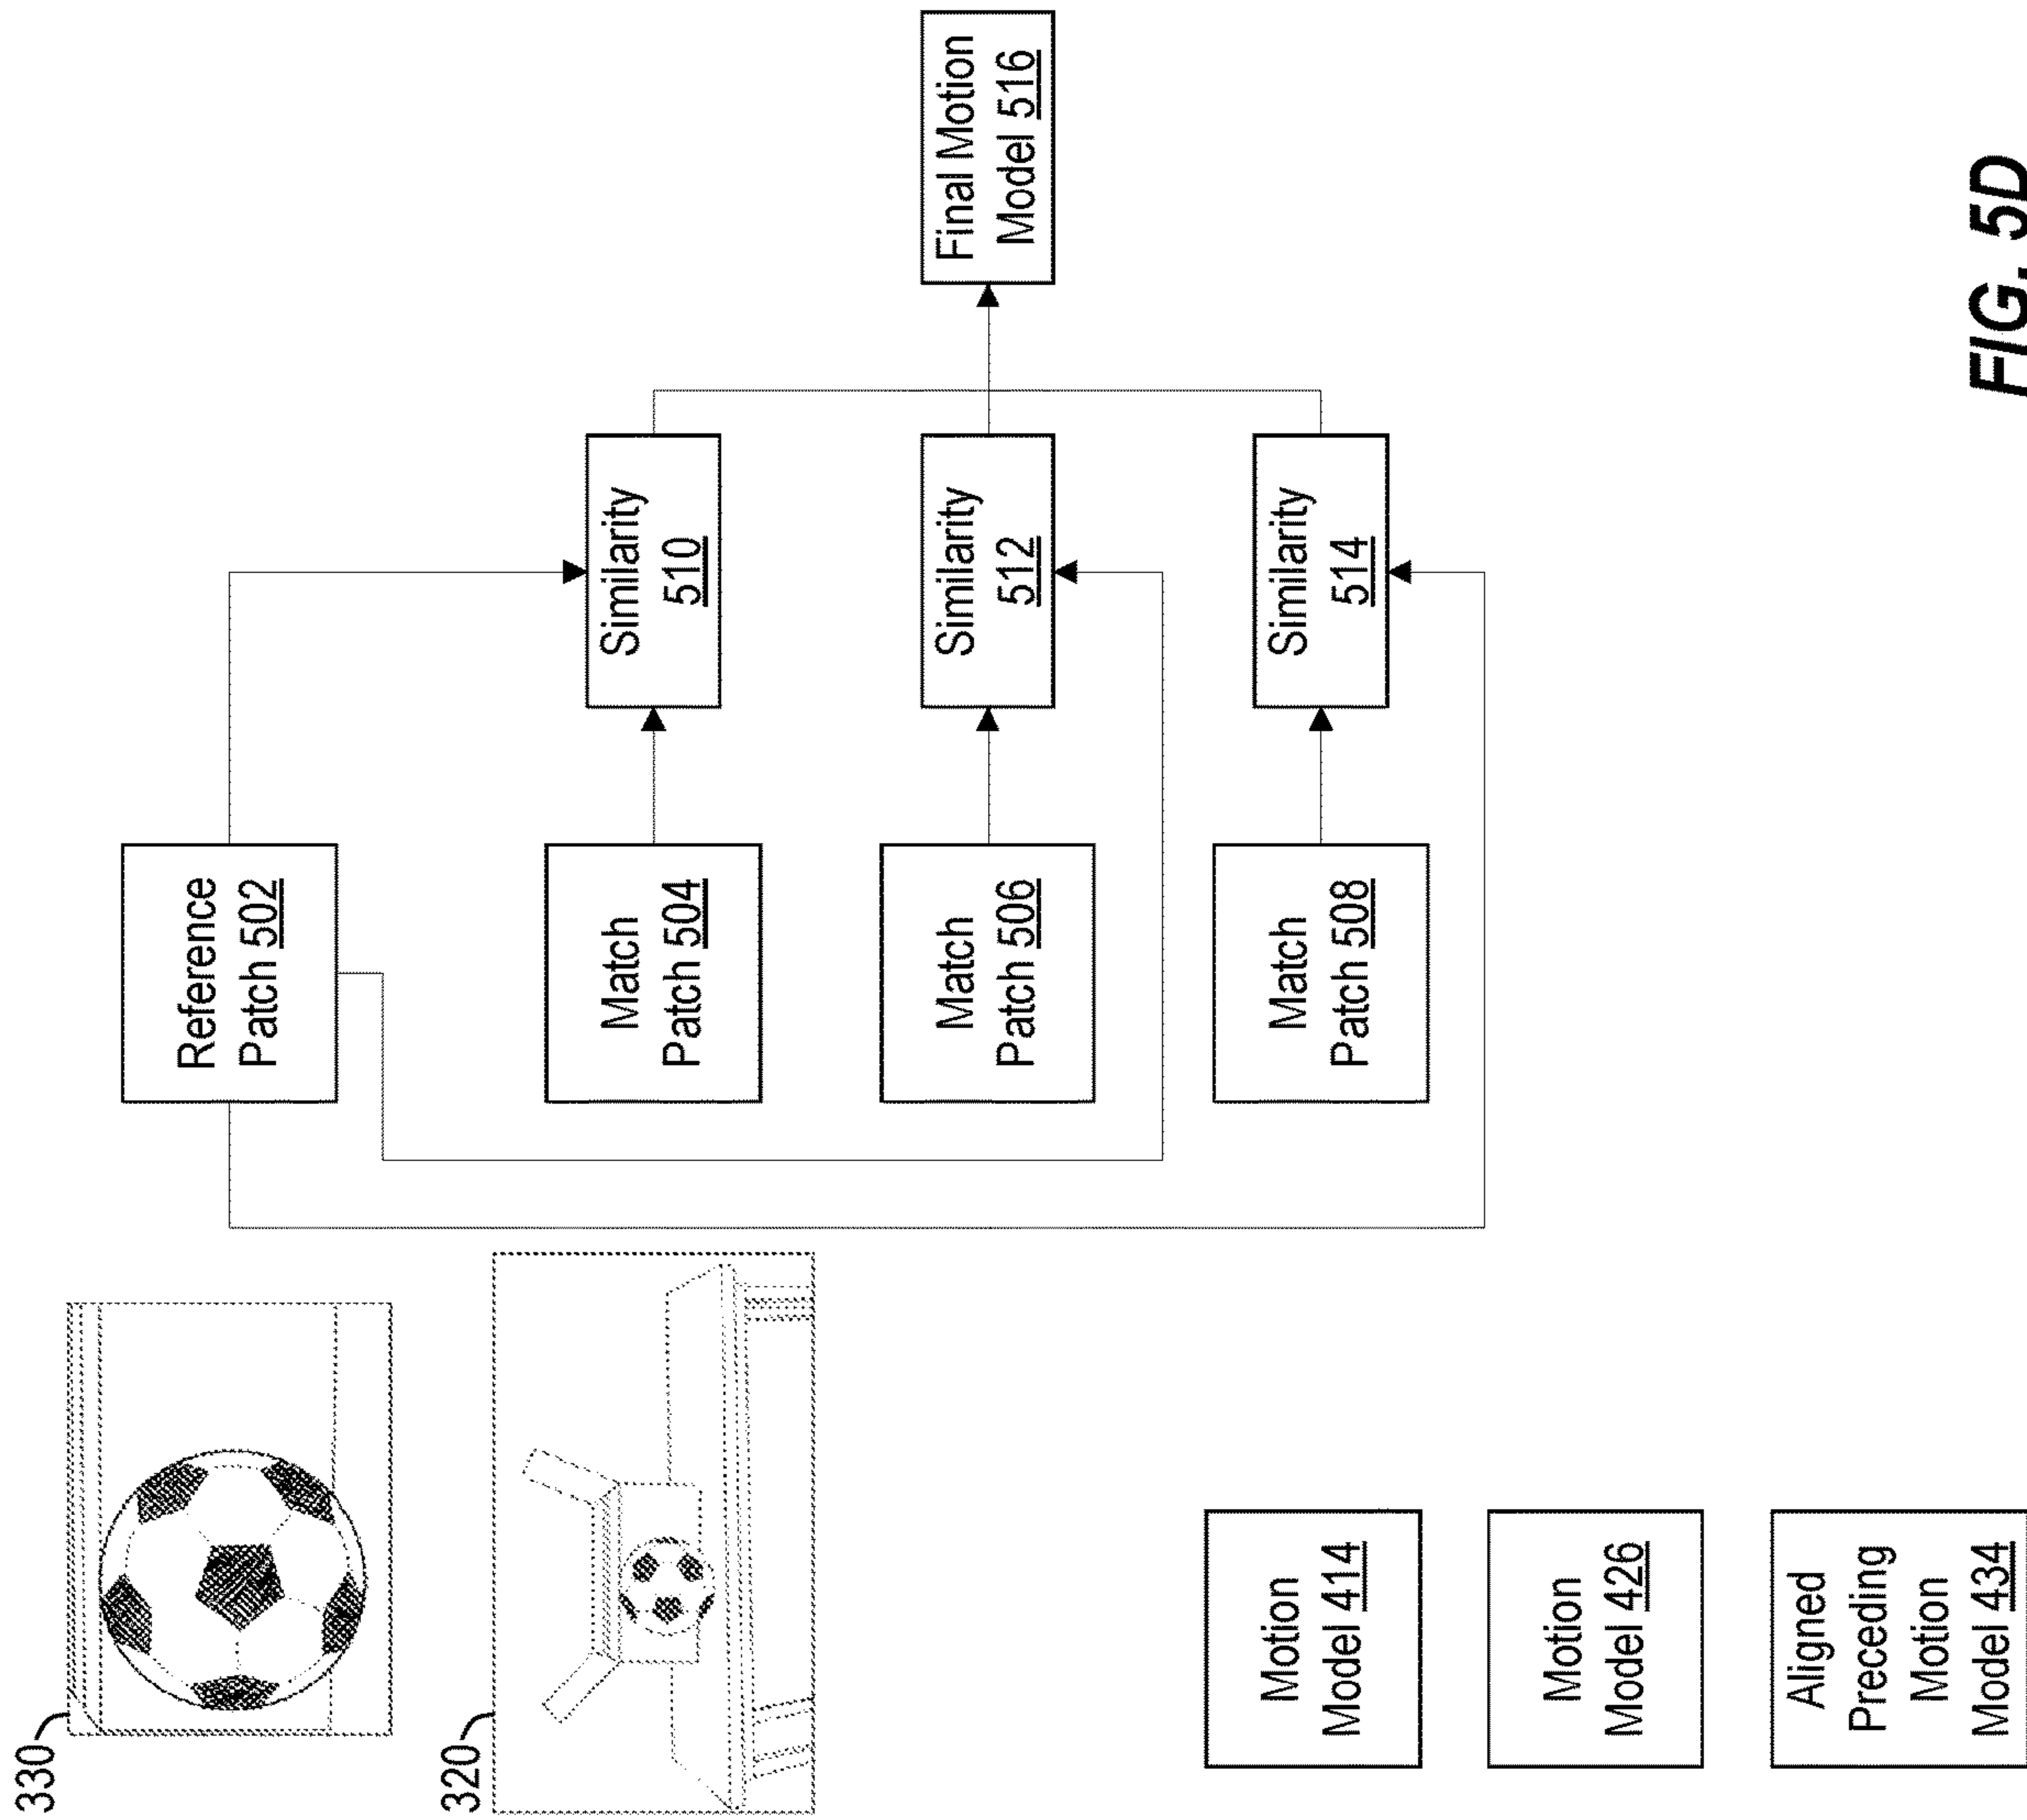 330
320
Motion
Model 414
Motion
Model 426
Aligned
Preceding
Motion
Model 434
Reference
Patch 502
Match
Patch 504
Match
Patch 506
Match
Patch 508
Similarity
510
Similarity
512
Similarity
514
Final Motion
Model 516
FIG. 5D